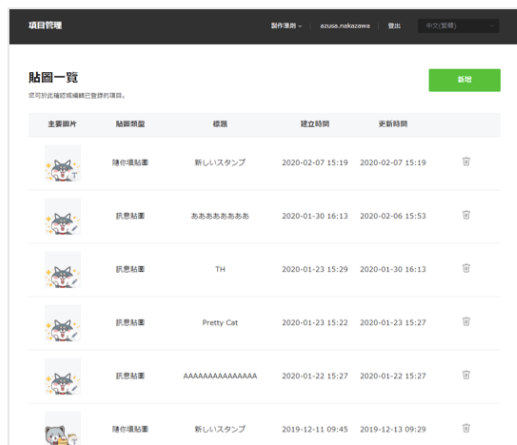 項目管理 製作準則 azusa.nakazawa 登出 中文(繁體)
貼圖一覽 新增
您可於此確認或編輯已登錄的項目。
主要圖片 貼圖類型 標題 建立時間 更新時間
隨你填貼圖 新しいスタンプ 2020-02-07 15:19 2020-02-07 15:19
訊息貼圖 ああああああああ 2020-01-30 16:13 2020-02-06 15:53
訊息貼圖 TH 2020-01-23 15:29 2020-01-30 16:13
訊息貼圖 Pretty Cat 2020-01-23 15:22 2020-01-23 15:27
訊息貼圖 AAAAAAAAAAAAAAA 2020-01-22 15:27 2020-01-22 15:27
隨你填貼圖 新しいスタンプ 2019-12-11 09:45 2019-12-13 09:29